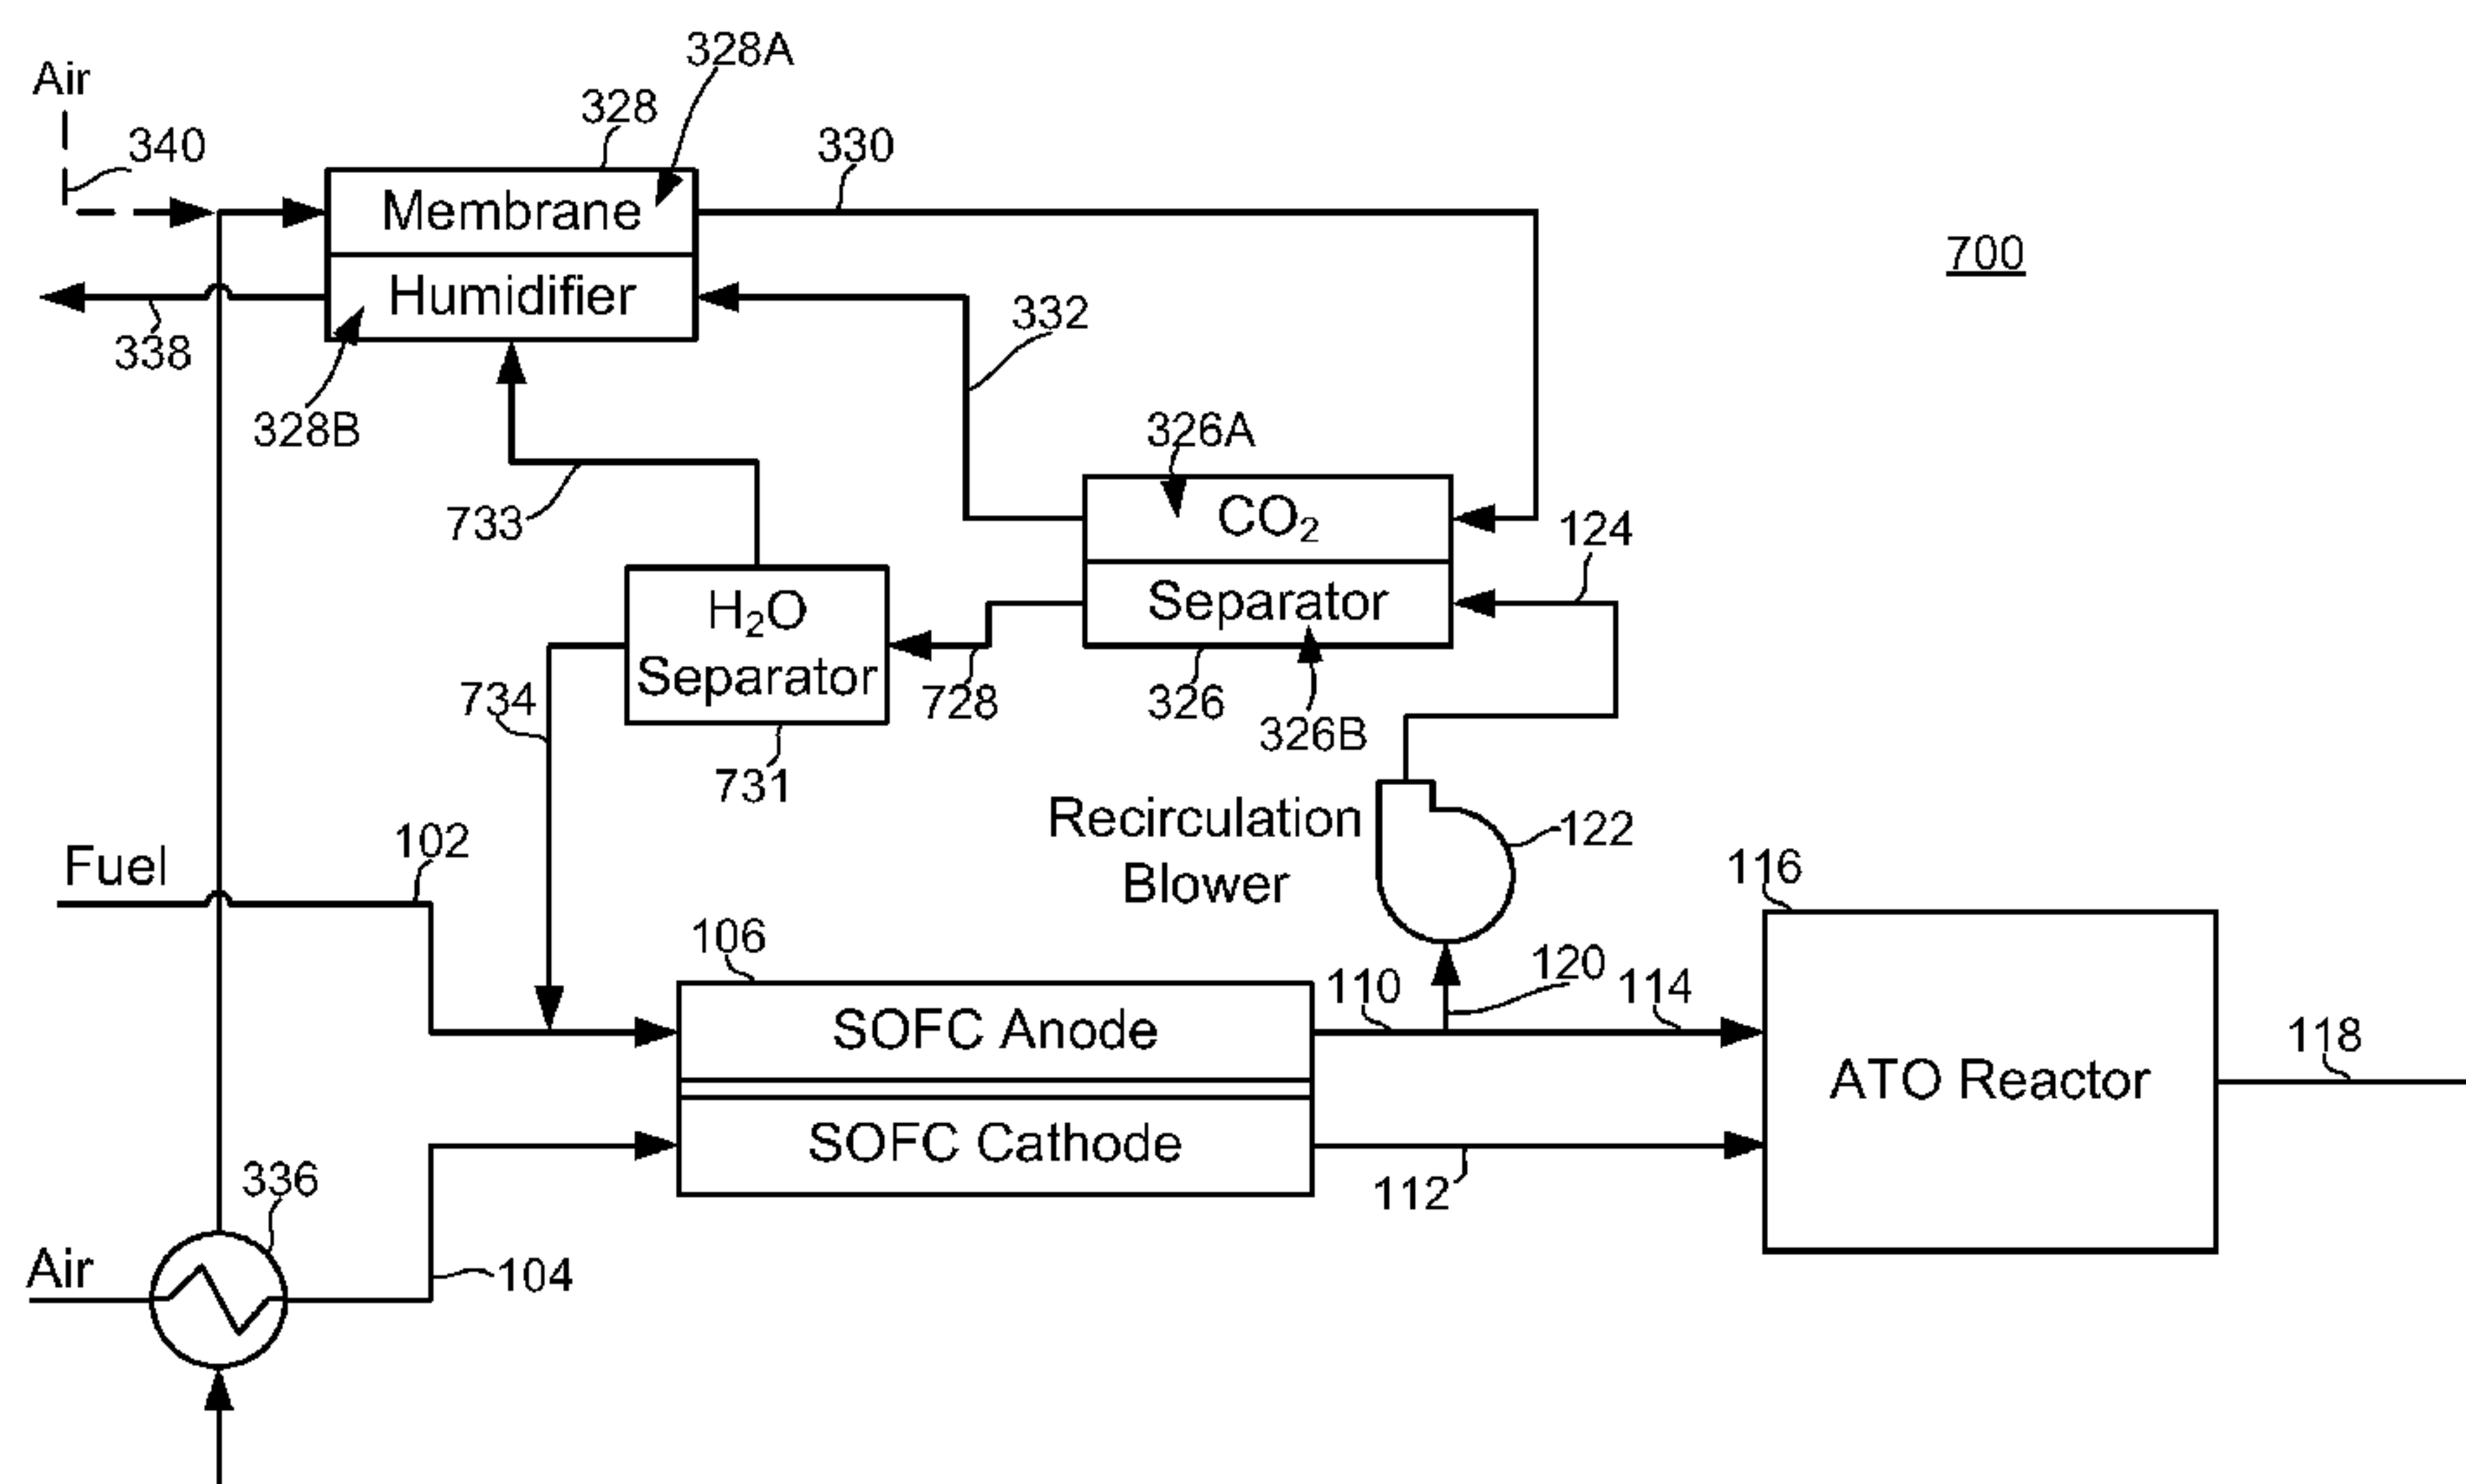 328A
Air
328
340
330
Membrane
700
Humidifier
332
338
328B
326A
733
CO₂
124
H₂O
Separator
Separator
734
728
326
326B
731
Recirculation
Blower
122
Fuel
102
116
106
110
120
114
SOFC Anode
118
ATO Reactor
SOFC Cathode
336
112
Air
104